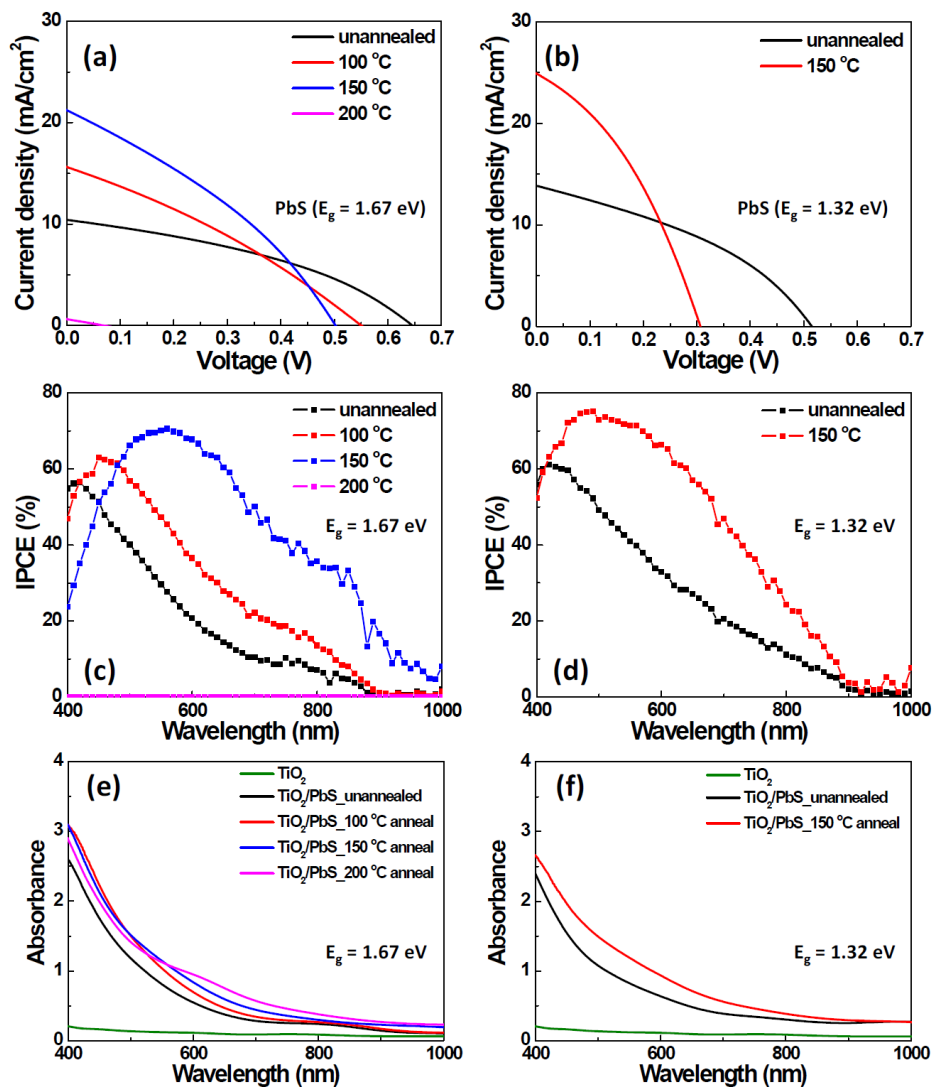 (a)
unannealed
100 °C
150 °C
200 °C
PbS (Eg = 1.67 eV)
Current density (mA/cm²)
30
20
10
0
0.0 0.1 0.2 0.3 0.4 0.5 0.6 0.7
Voltage (V)
(b)
unannealed
150 °C
PbS (Eg = 1.32 eV)
Current density (mA/cm²)
30
20
10
0
0.0 0.1 0.2 0.3 0.4 0.5 0.6 0.7
Voltage (V)
unannealed
100 °C
150 °C
200 °C
Eg = 1.67 eV
(c)
IPCE (%)
80
60
40
20
0
400 600 800 1000
Wavelength (nm)
unannealed
150 °C
Eg = 1.32 eV
(d)
IPCE (%)
80
60
40
20
0
400 600 800 1000
Wavelength (nm)
(e)
TiO₂
TiO₂/PbS_unannealed
TiO₂/PbS_100 °C anneal
TiO₂/PbS_150 °C anneal
TiO₂/PbS_200 °C anneal
Eg = 1.67 eV
Absorbance
4
3
2
1
0
400 600 800 1000
Wavelength (nm)
(f)
TiO₂
TiO₂/PbS_unannealed
TiO₂/PbS_150 °C anneal
Eg = 1.32 eV
Absorbance
4
3
2
1
0
400 600 800 1000
Wavelength (nm)